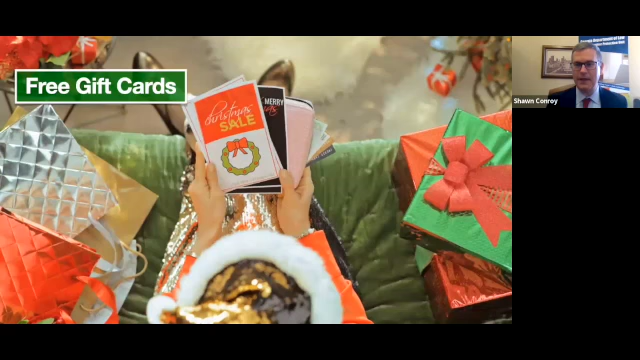 Free Gift Cards
Christmas
SALE
MERRY
Shawn Conroy